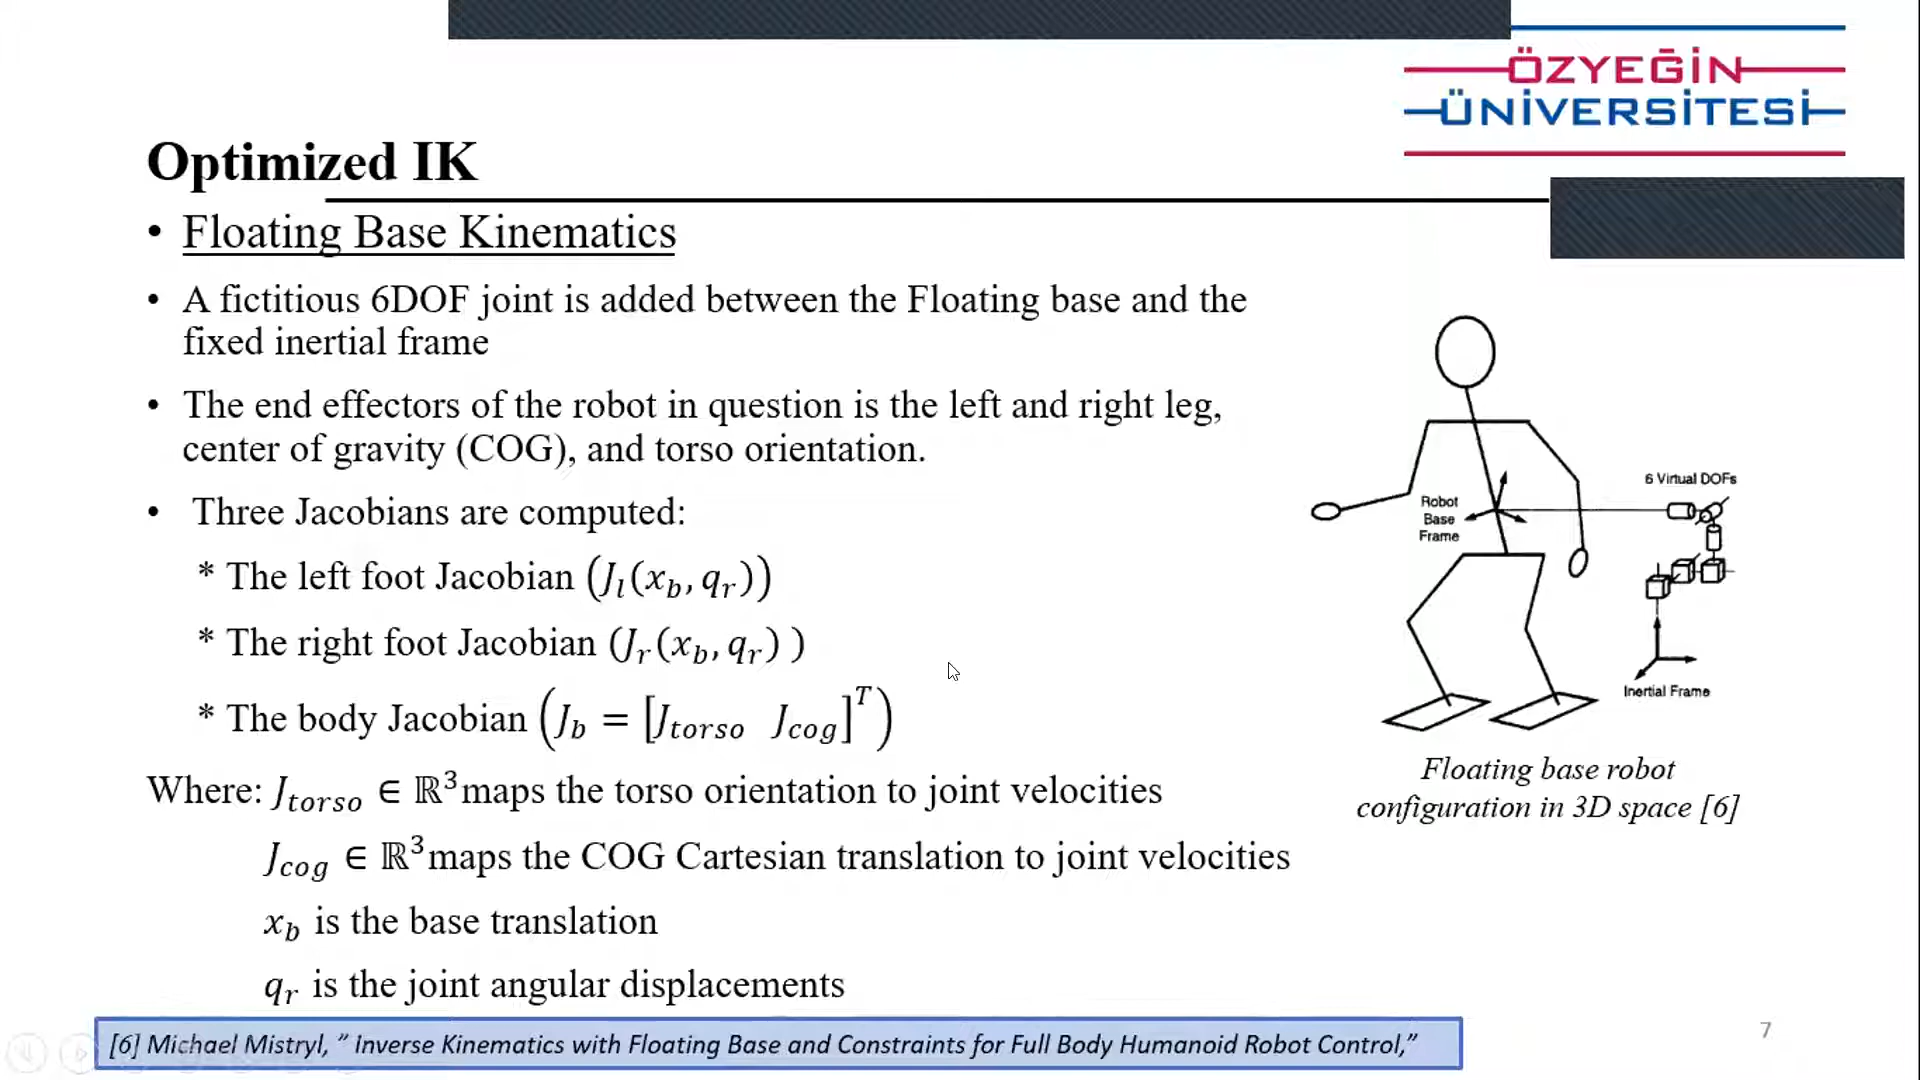 ÖZYEĞİN
ÜNİVERSİTESİ
Optimized IK
• Floating Base Kinematics
• A fictitious 6DOF joint is added between the Floating base and the
fixed inertial frame
• The end effectors of the robot in question is the left and right leg,
center of gravity (COG), and torso orientation.
• Three Jacobians are computed:
* The left foot Jacobian (J_l(x_b, q_r))
* The right foot Jacobian (J_r(x_b, q_r) )
* The body Jacobian (J_b = [J_torso J_cog]^T)
Where: J_torso ∈ ℝ^3 maps the torso orientation to joint velocities
J_cog ∈ ℝ^3 maps the COG Cartesian translation to joint velocities
x_b is the base translation
q_r is the joint angular displacements
6 Virtual DOFs
Robot
Base
Frame
Inertial Frame
Floating base robot
configuration in 3D space [6]
[6] Michael Mistryl, ” Inverse Kinematics with Floating Base and Constraints for Full Body Humanoid Robot Control,”
7